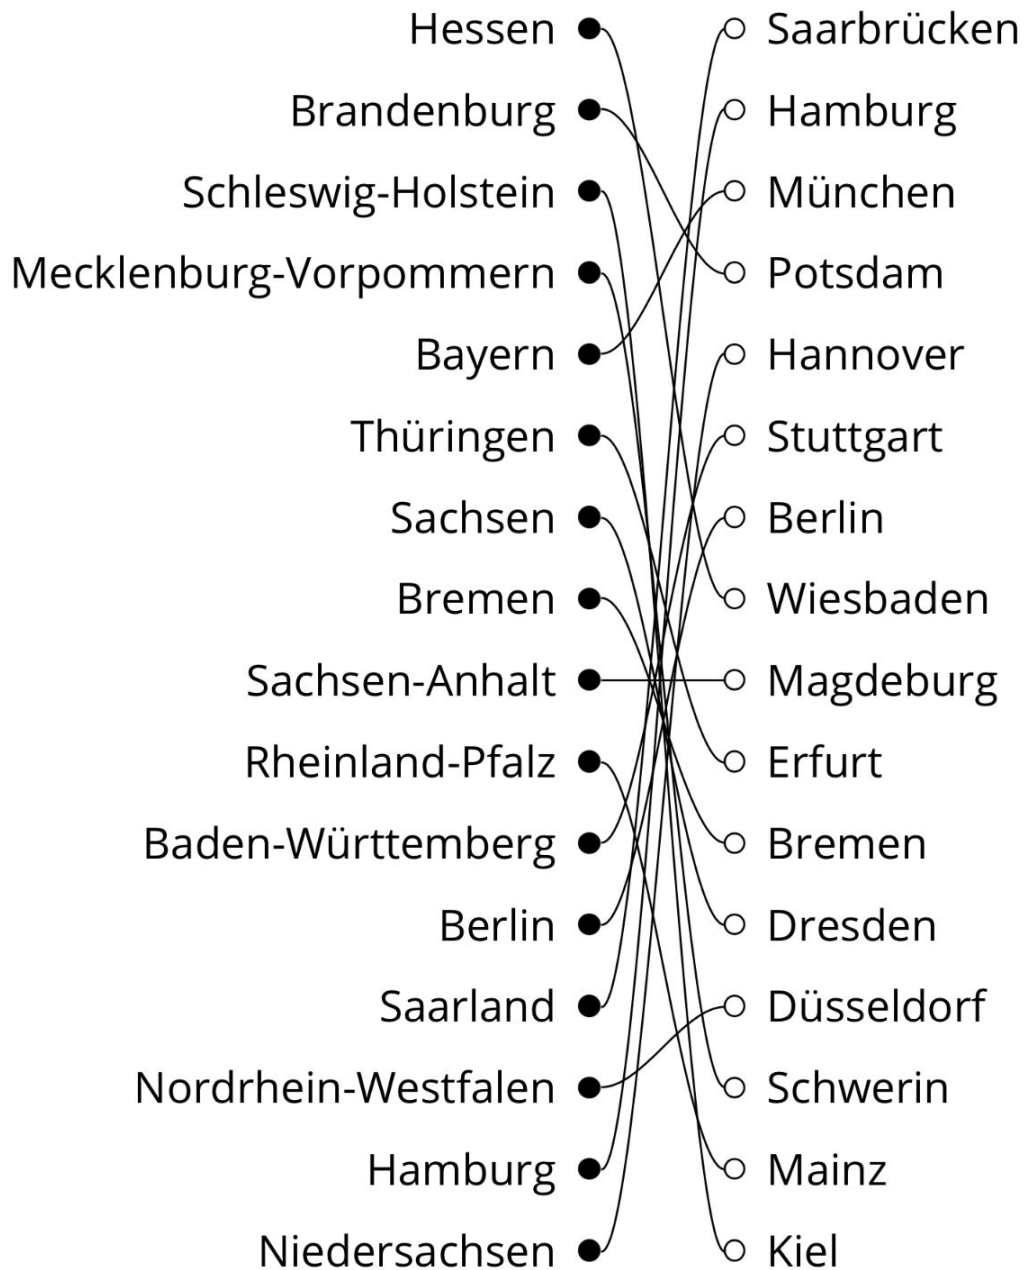 Hessen Saarbrücken
Brandenburg Hamburg
Schleswig-Holstein München
Mecklenburg-Vorpommern Potsdam
Bayern Hannover
Thüringen Stuttgart
Sachsen Berlin
Bremen Wiesbaden
Sachsen-Anhalt Magdeburg
Rheinland-Pfalz Erfurt
Baden-Württemberg Bremen
Berlin Dresden
Saarland Düsseldorf
Nordrhein-Westfalen Schwerin
Hamburg Mainz
Niedersachsen Kiel